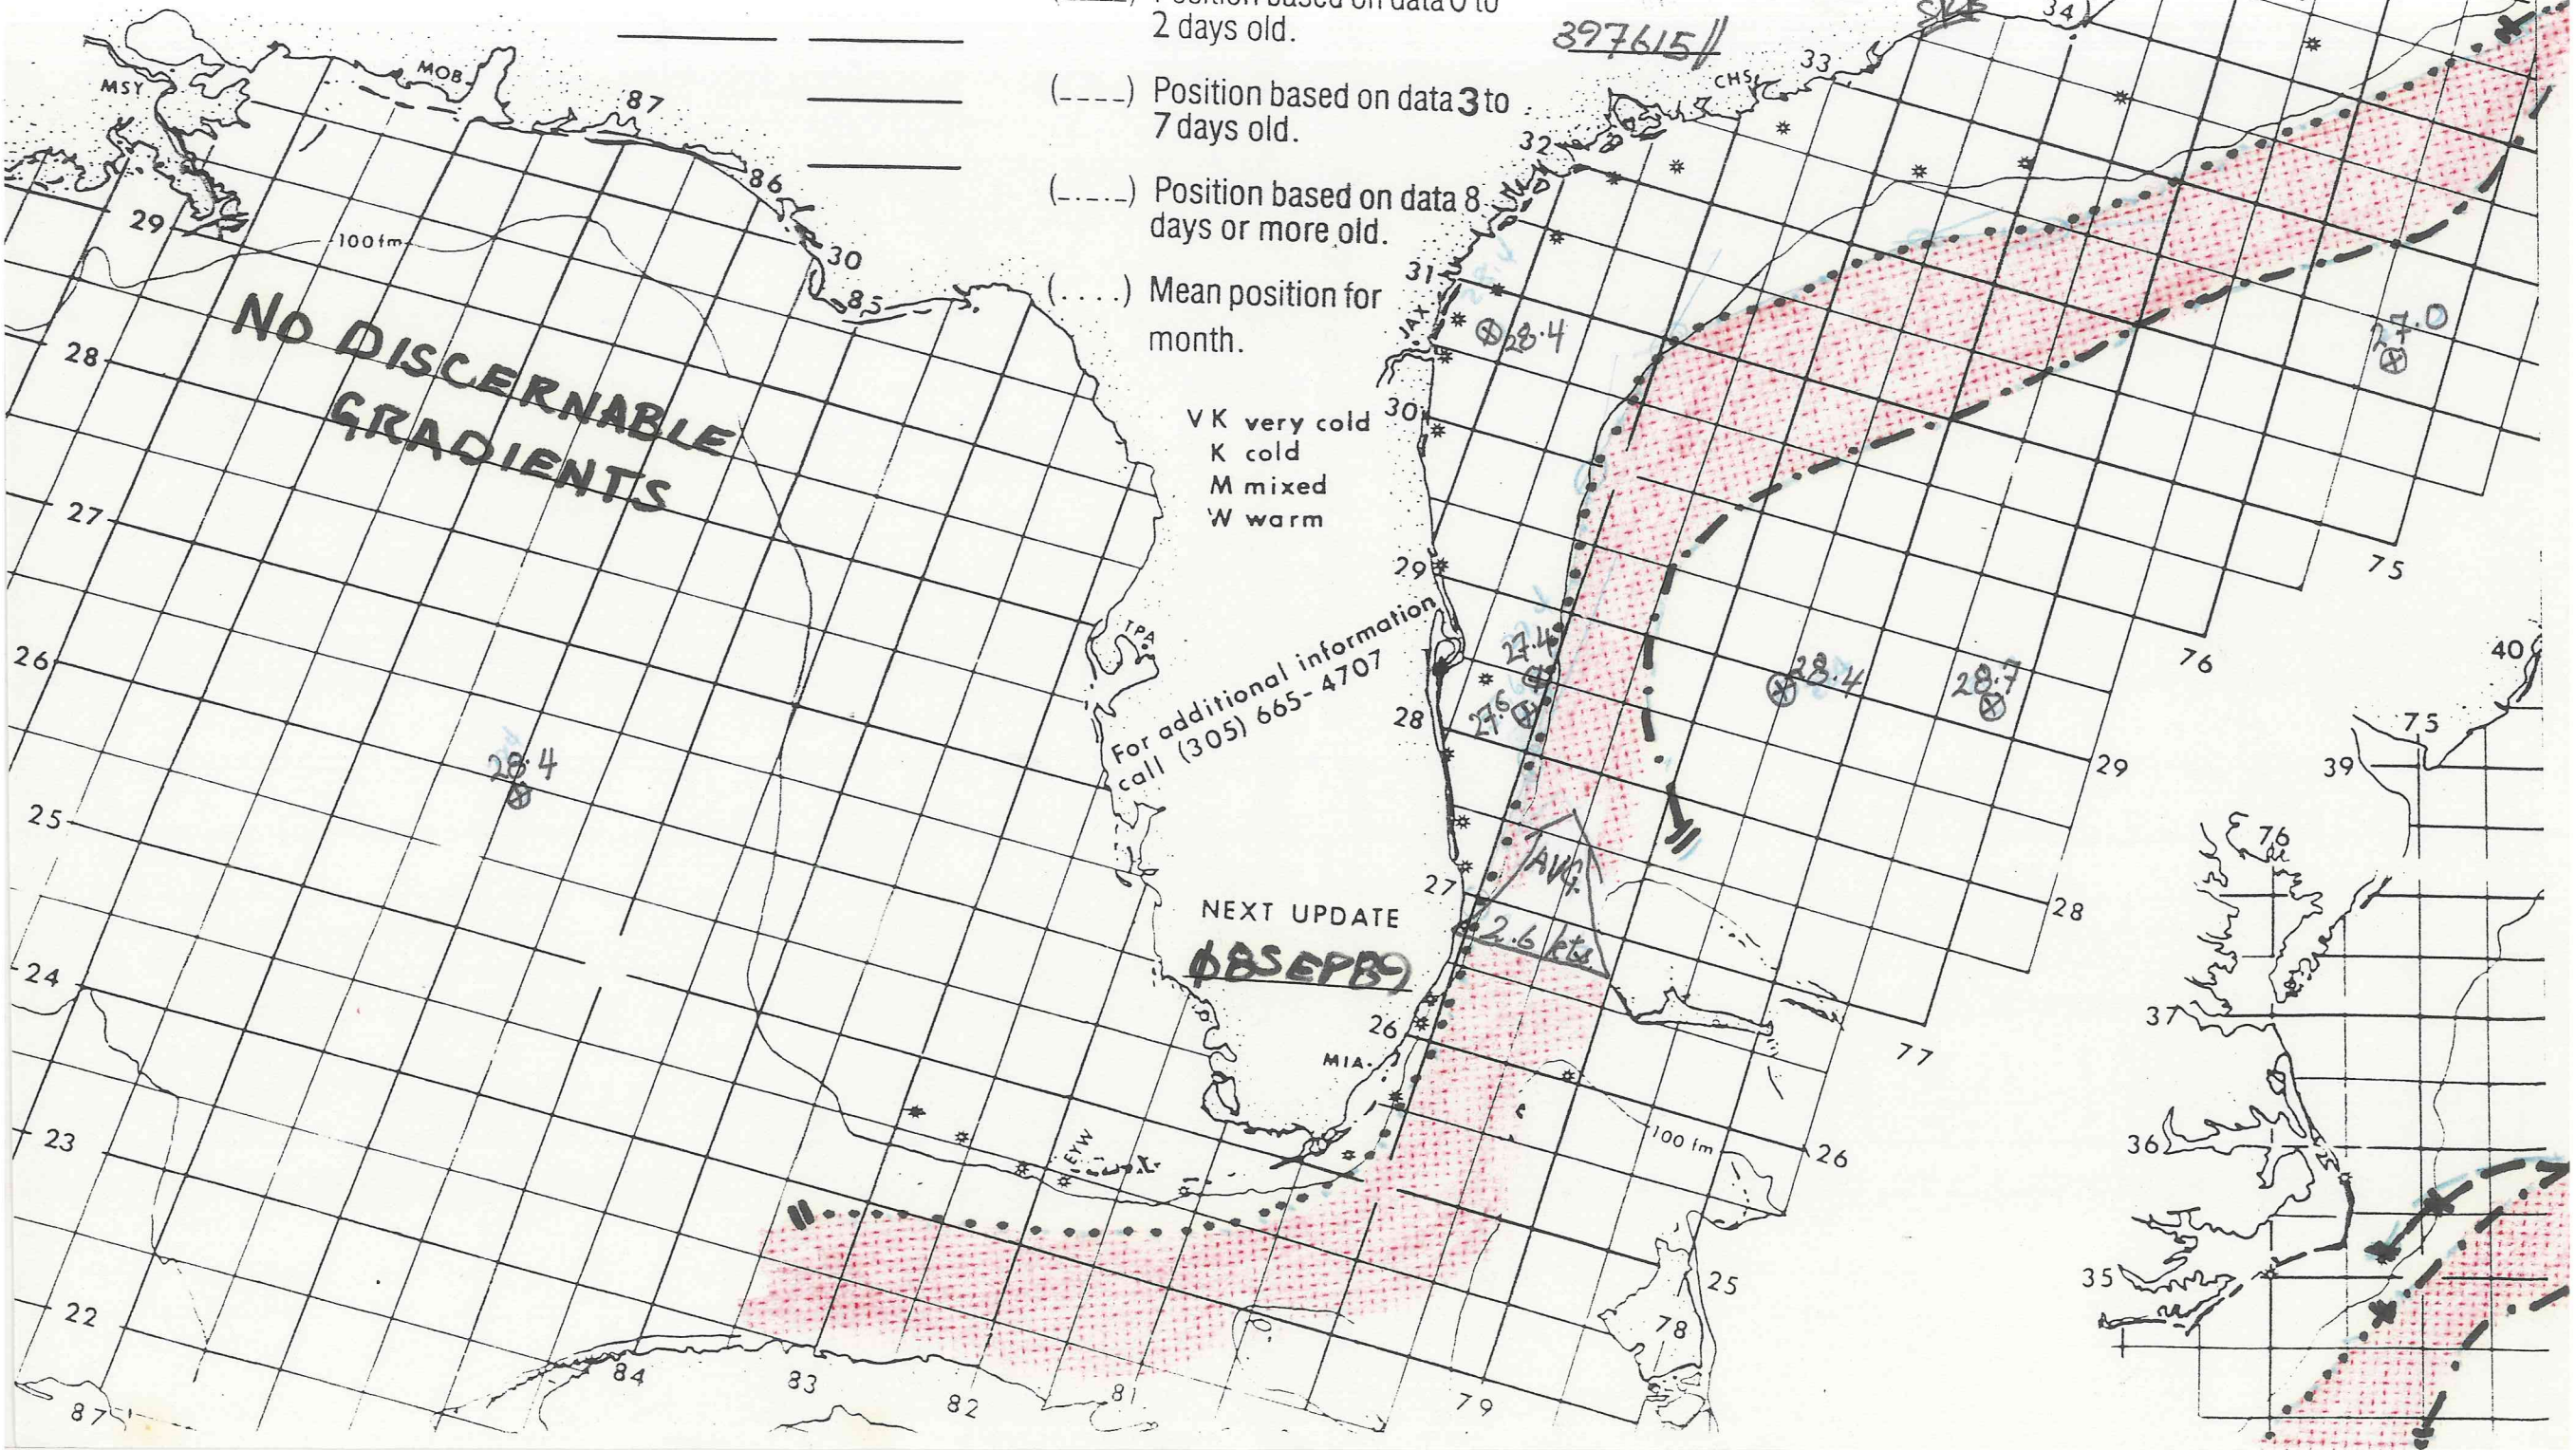 2 days old.
(----) Position based on data 3 to
7 days old.
(_._._) Position based on data 8
days or more old.
(....) Mean position for
month.
397615//
VK very cold
K cold
M mixed
W warm
For additional information
call (305) 665-4707
NEXT UPDATE
08SEP89
NO DISCERNABLE
GRADIENTS
AVG.
2.6 kts.
MSY
MOB
87
86
30
85
29
100fm
28
27
26
25
24
23
22
87
84
83
82
81
79
78
TPA
EYW
MIA
JAX
CHS
34
33
32
31
30
29
28
27
26
28.4
28.4
27.4
27.6
28.4
28.7
27.0
75
76
29
28
77
26
100 fm
25
40
75
39
76
37
36
35